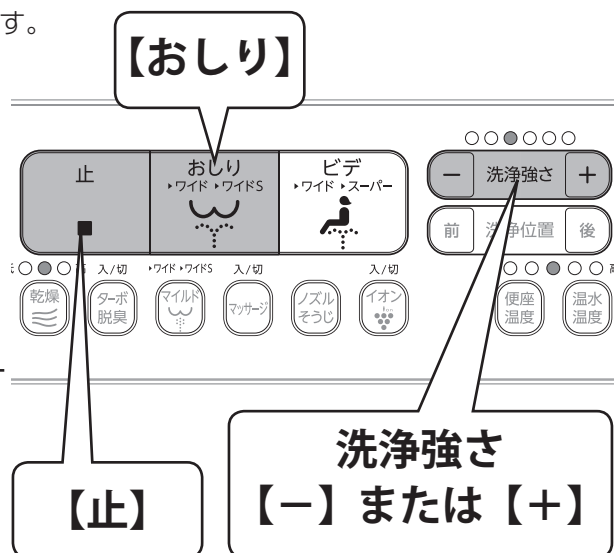 す。
【おしり】
止
■
おしり
▸ワイド ▸ワイドS
ビデ
▸ワイド ▸スーパー
− 洗浄強さ +
前 洗浄位置 後
入/切
▸ワイド ▸ワイドS
入/切
入/切
乾燥
ターボ
脱臭
マイルド
マッサージ
ノズル
そうじ
イオン
ion
便座
温度
温水
温度
【止】
洗浄強さ
【−】または【+】